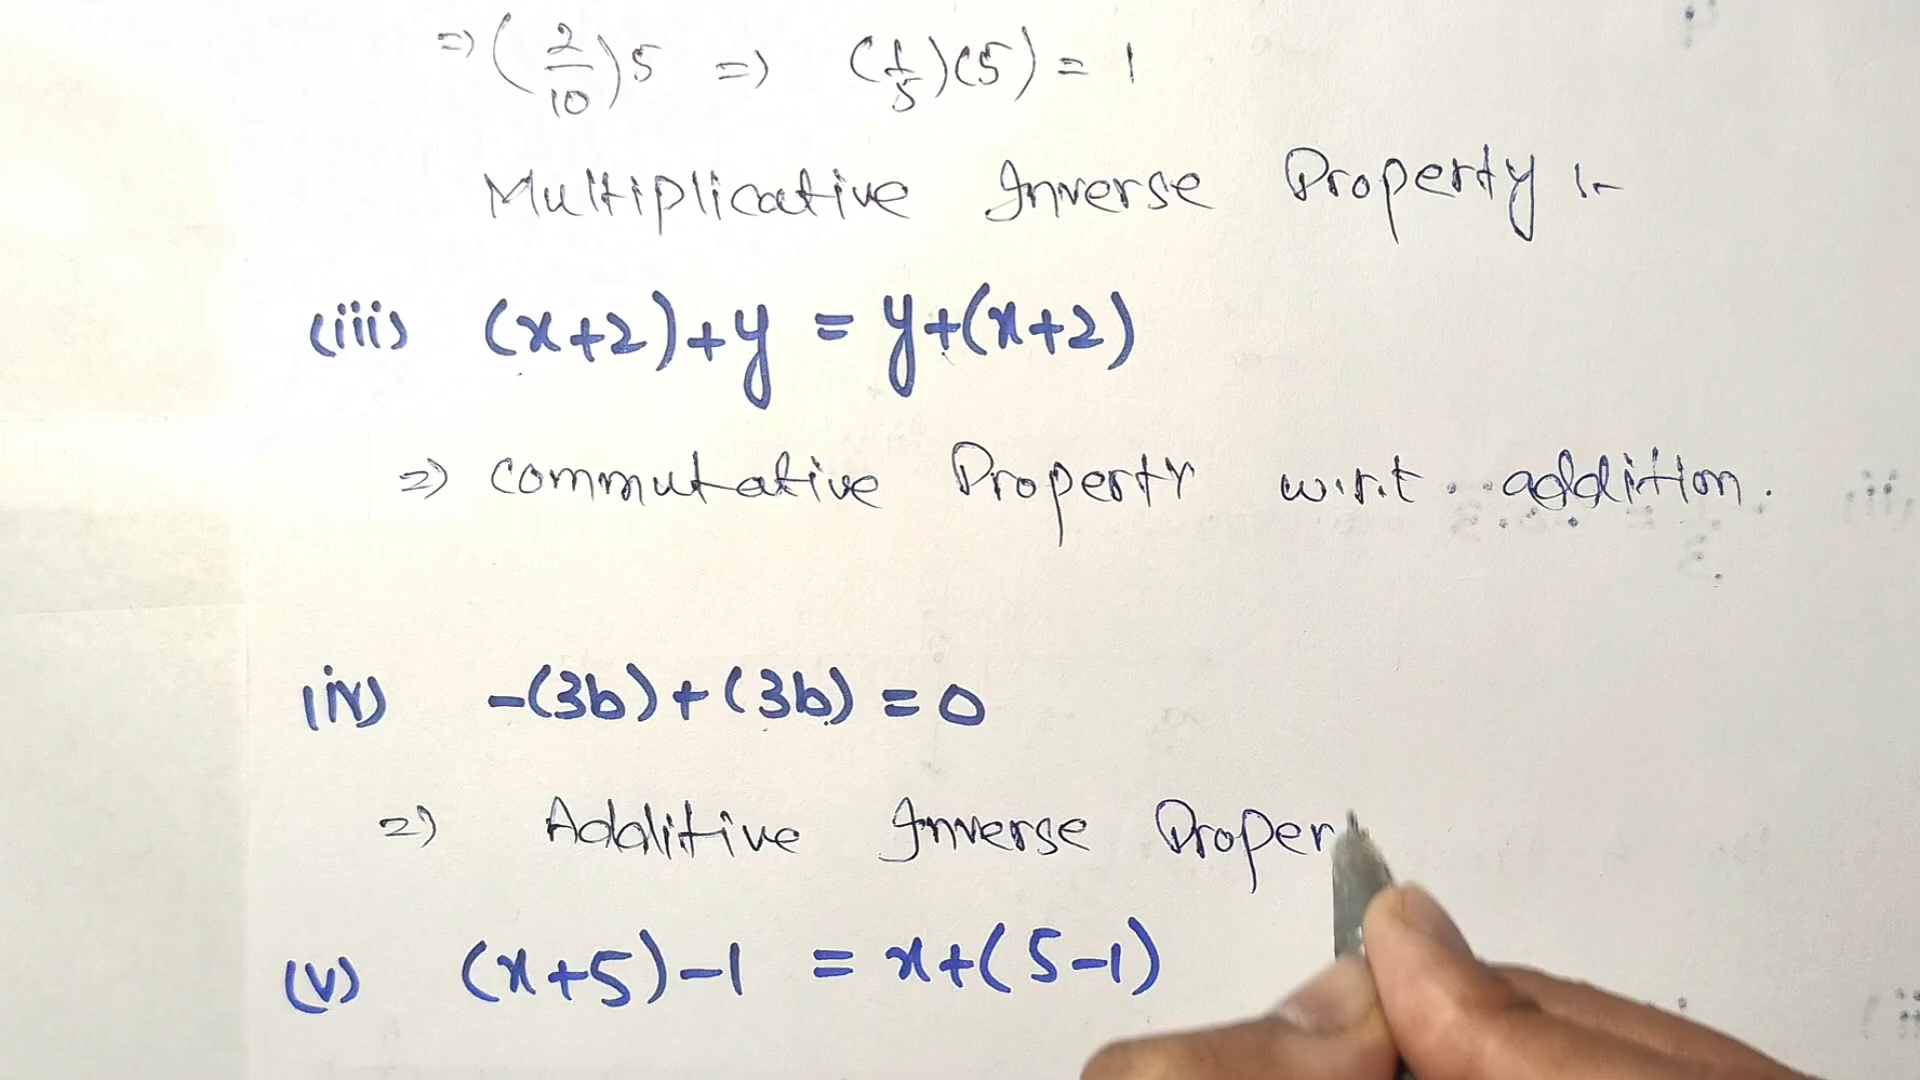 => (2/10)5 => (1/5)(5) = 1
Multiplicative Inverse Property :-
(iii) (x+2)+y = y+(x+2)
=> commutative Property w.r.t. addition.
(iv) -(3b)+(3b) = 0
=> Additive Inverse Proper
(v) (x+5)-1 = x+(5-1)